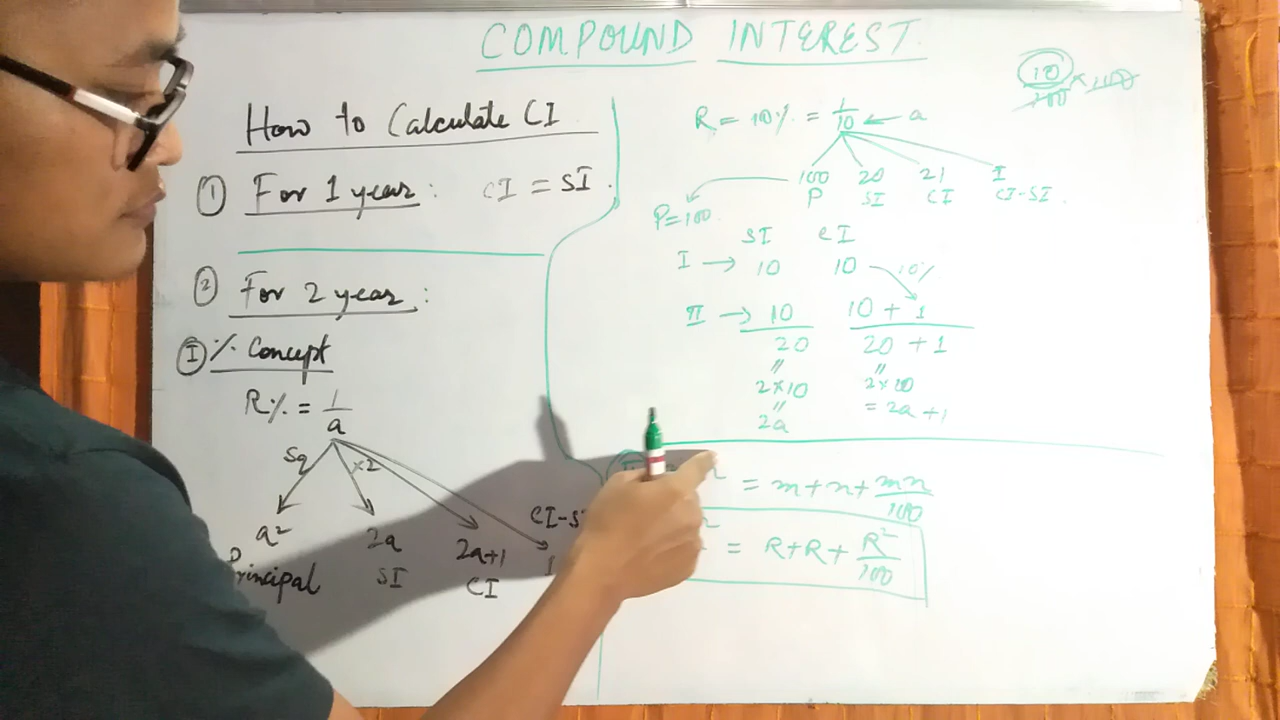 COMPOUND INTEREST
How to Calculate CI
① For 1 year: CI = SI.
② For 2 year:
Ⓘ % Concept
R% = 1/a
Sq ×2
a² 2a 2a+1 CI-S
Principal SI CI 1
10/100 × 100
R = 10% = 1/10 ← a
100 20 21 1
P SI CI CI-SI.
P=100
SI CI
I → 10 10 10%
II → 10 10 + 1
20 20 + 1
" "
2×10 2×10
" = 2a+1
2a
= m+n+mn/100
= R+R+R²/100